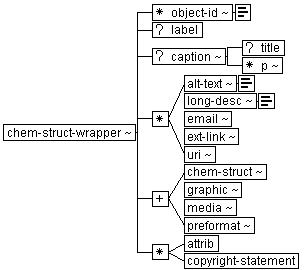 * object-id ~
? label
? caption ~
? title
* p ~
chem-struct-wrapper ~
*
alt-text ~
long-desc ~
email ~
ext-link ~
uri ~
+
chem-struct ~
graphic ~
media ~
preformat ~
*
attrib
copyright-statement